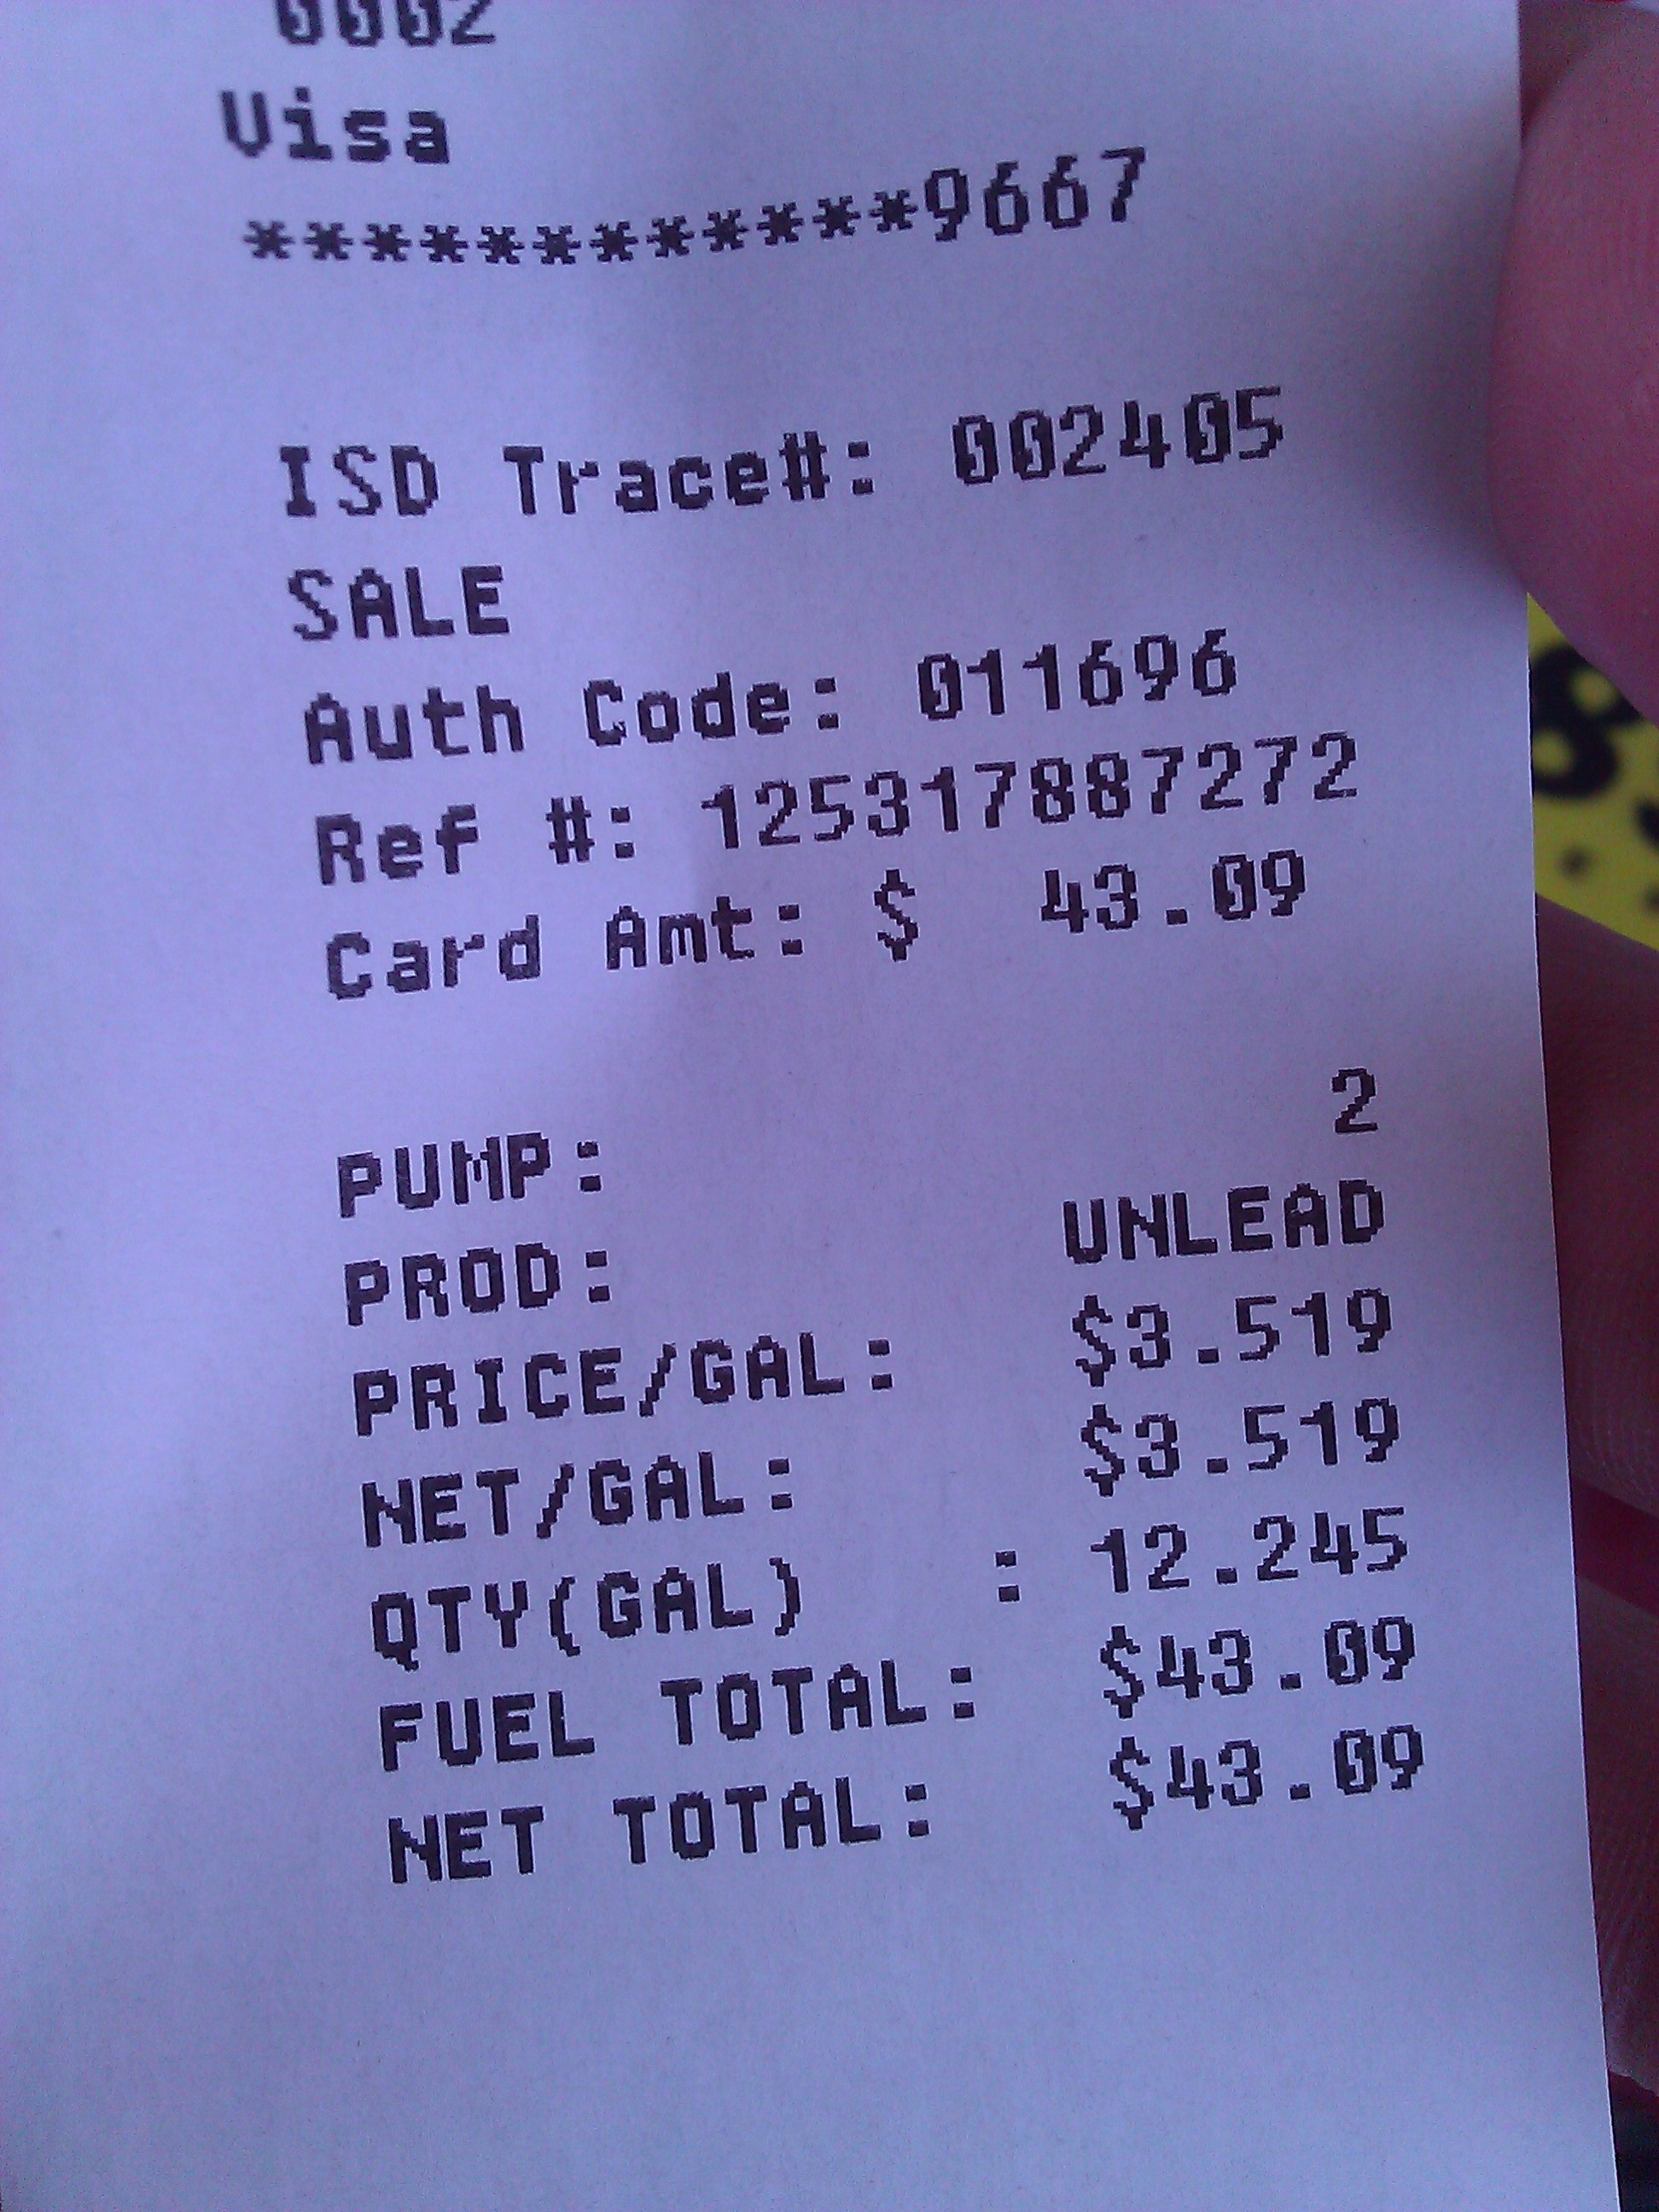 0002
Visa
************9667
ISD Trace#: 002405
SALE
Auth Code: 011696
Ref #: 125317887272
Card Amt: $ 43.09
PUMP: 2
PROD: UNLEAD
PRICE/GAL: $3.519
NET/GAL: $3.519
QTY(GAL) : 12.245
FUEL TOTAL: $43.09
NET TOTAL: $43.09